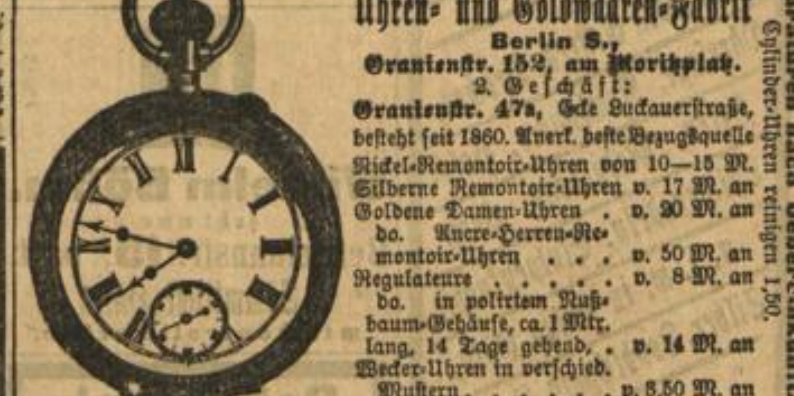 Uhren- und Goldwaaren-Fabrik
Berlin S.,
Oranienstr. 152, am Moritzplatz.
2. Geschäft:
Oranienstr. 47a, Ecke Luckauerstraße,
besteht seit 1860. Anerk. beste Bezugsquelle
Nickel-Remontoir-Uhren von 10—15 M.
Silberne Remontoir-Uhren v. 17 M. an
Goldene Damen-Uhren . v. 20 M. an
do. Ancre-Herren-Re-
montoir-Uhren . . . v. 50 M. an
Regulateure . . . . . v. 8 M. an
do. in polirtem Nuß-
baum-Gehäuse, ca. 1 Mtr.
lang, 14 Tage gehend, . v. 14 M. an
Wecker-Uhren in verschied.
Mustern . . . . . v. 3,50 M. an
Cylinder-Uhren reinigen 1,50.